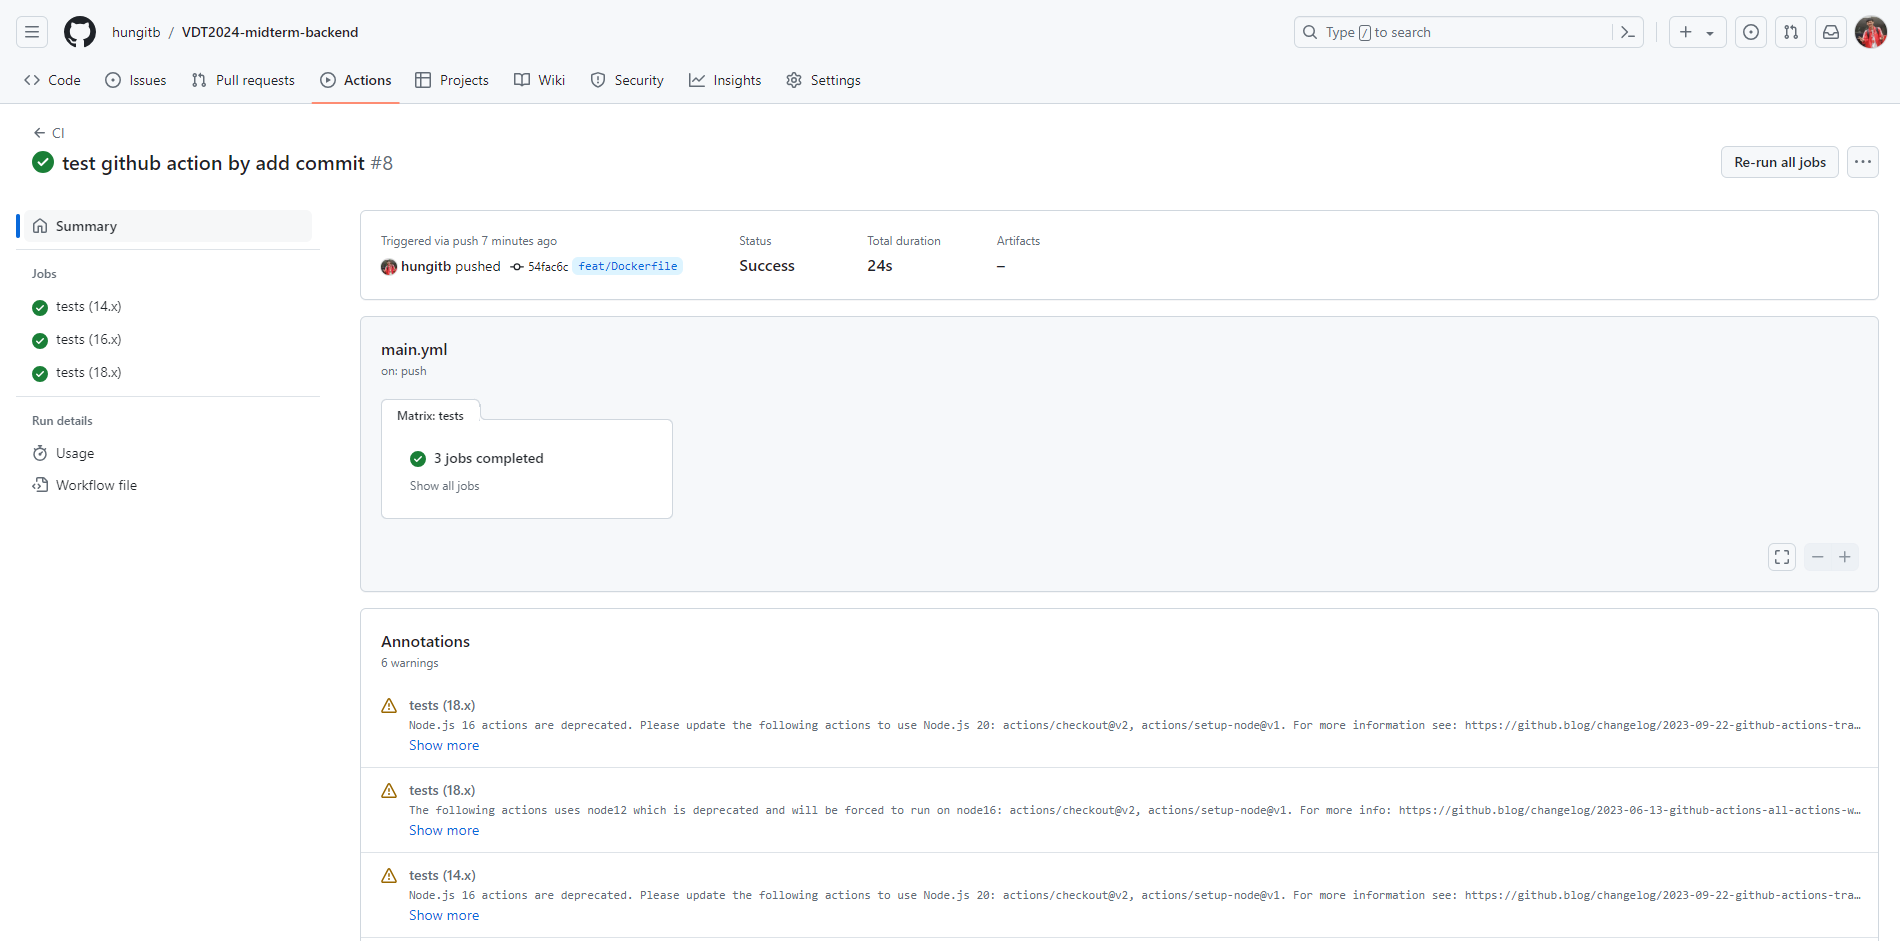 hungitb / VDT2024-midterm-backend
Type / to search
Code Issues Pull requests Actions Projects Wiki Security Insights Settings
CI
test github action by add commit #8
Re-run all jobs
Summary
Jobs
tests (14.x)
tests (16.x)
tests (18.x)
Run details
Usage
Workflow file
Triggered via push 7 minutes ago
hungitb pushed 54fac6c feat/Dockerfile
Status
Success
Total duration
24s
Artifacts
–
main.yml
on: push
Matrix: tests
3 jobs completed
Show all jobs
Annotations
6 warnings
tests (18.x)
Node.js 16 actions are deprecated. Please update the following actions to use Node.js 20: actions/checkout@v2, actions/setup-node@v1. For more information see: https://github.blog/changelog/2023-09-22-github-actions-tra…
Show more
tests (18.x)
The following actions uses node12 which is deprecated and will be forced to run on node16: actions/checkout@v2, actions/setup-node@v1. For more info: https://github.blog/changelog/2023-06-13-github-actions-all-actions-w…
Show more
tests (14.x)
Node.js 16 actions are deprecated. Please update the following actions to use Node.js 20: actions/checkout@v2, actions/setup-node@v1. For more information see: https://github.blog/changelog/2023-09-22-github-actions-tra…
Show more